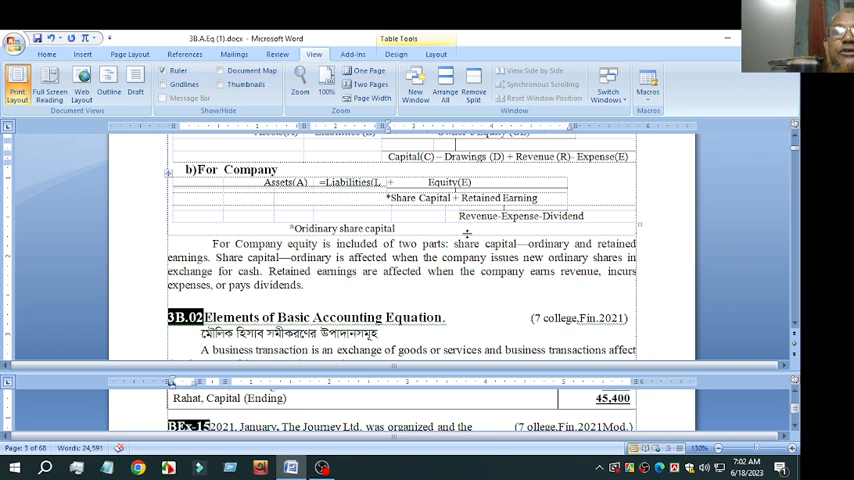 3B.A.Eq (1).docx - Microsoft Word
Table Tools
Home Insert Page Layout References Mailings Review View Add-Ins Design Layout
Print Layout
Full Screen Reading
Web Layout
Outline
Draft
Document Views
Ruler
Gridlines
Message Bar
Document Map
Thumbnails
Show/Hide
Zoom
100%
One Page
Two Pages
Page Width
Zoom
New Window
Arrange All
Remove Split
View Side by Side
Synchronous Scrolling
Reset Window Position
Window
Switch Windows
Macros
Macros
Capital(C) – Drawings (D) + Revenue (R)- Expense(E)
b)For Company
Assets(A) =Liabilities(L + Equity(E)
*Share Capital + Retained Earning
Revenue-Expense-Dividend
*Oridinary share capital
For Company equity is included of two parts: share capital—ordinary and retained
earnings. Share capital—ordinary is affected when the company issues new ordinary shares in
exchange for cash. Retained earnings are affected when the company earns revenue, incurs
expenses, or pays dividends.
3B.02 Elements of Basic Accounting Equation. (7 college,Fin.2021)
মৌলিক হিসাব সমীকরণের উপাদানসমূহ
A business transaction is an exchange of goods or services and business transactions affect
Rahat, Capital (Ending) 45,400
BEx-15 2021, January, The Journey Ltd. was organized and the (7 ollege,Fin.2021Mod.)
Page: 5 of 68 Words: 24,591 150%
7:02 AM
6/18/2023